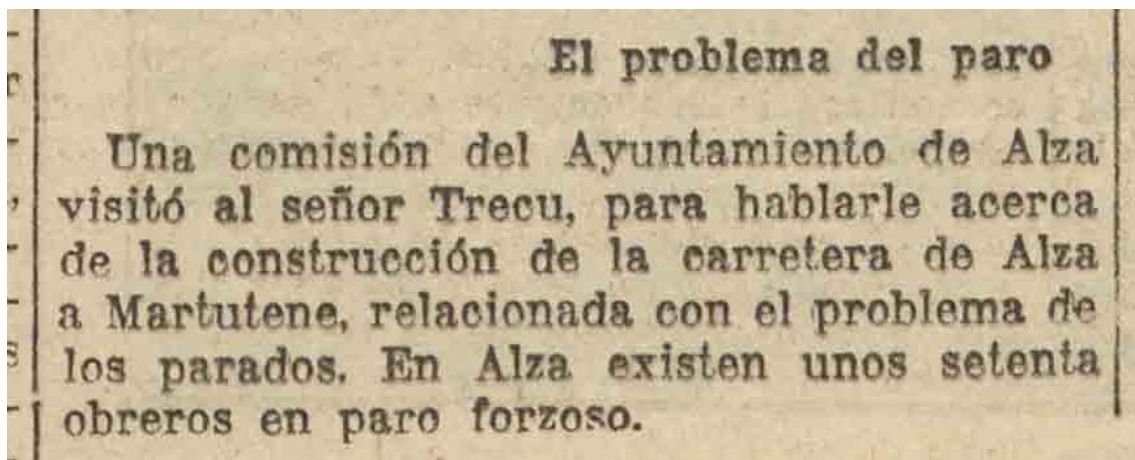 El problema del paro
Una comisión del Ayuntamiento de Alza
visitó al señor Trecu, para hablarle acerca
de la construcción de la carretera de Alza
a Martutene, relacionada con el problema de
los parados. En Alza existen unos setenta
obreros en paro forzoso.